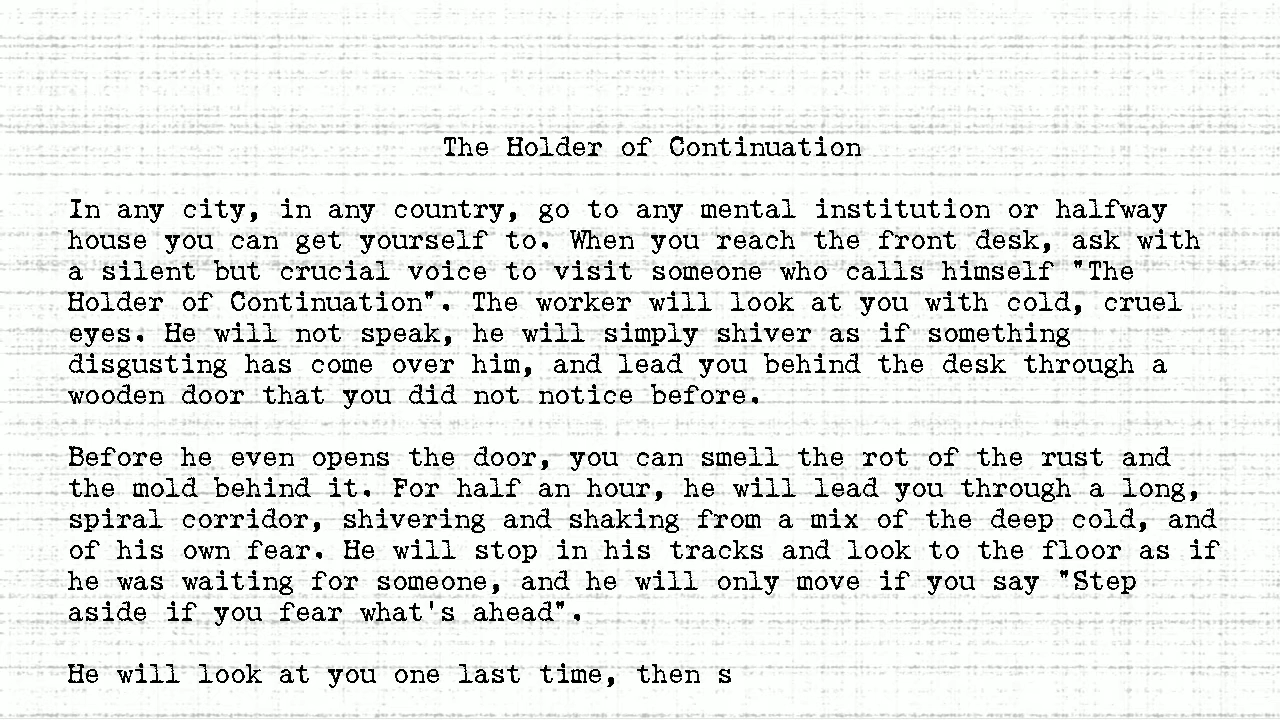 The Holder of Continuation
In any city, in any country, go to any mental institution or halfway
house you can get yourself to. When you reach the front desk, ask with
a silent but crucial voice to visit someone who calls himself "The
Holder of Continuation". The worker will look at you with cold, cruel
eyes. He will not speak, he will simply shiver as if something
disgusting has come over him, and lead you behind the desk through a
wooden door that you did not notice before.
Before he even opens the door, you can smell the rot of the rust and
the mold behind it. For half an hour, he will lead you through a long,
spiral corridor, shivering and shaking from a mix of the deep cold, and
of his own fear. He will stop in his tracks and look to the floor as if
he was waiting for someone, and he will only move if you say "Step
aside if you fear what's ahead".
He will look at you one last time, then s